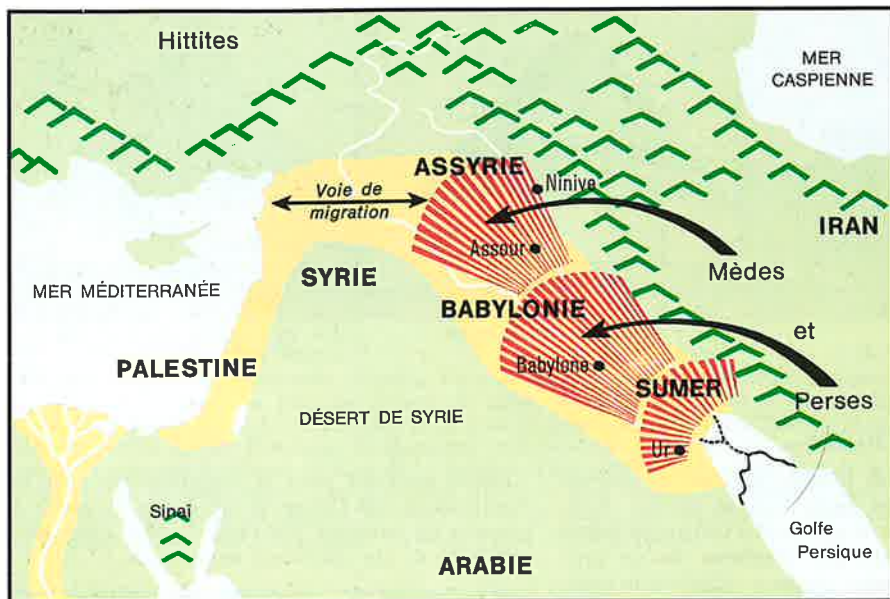 Hittites
MER
CASPIENNE
ASSYRIE
Ninive
Voie de
migration
IRAN
Assour
Mèdes
SYRIE
MER MÉDITERRANÉE
BABYLONIE
et
Babylone
PALESTINE
SUMER
Perses
DÉSERT DE SYRIE
Ur
Sinaï
Golfe
Persique
ARABIE